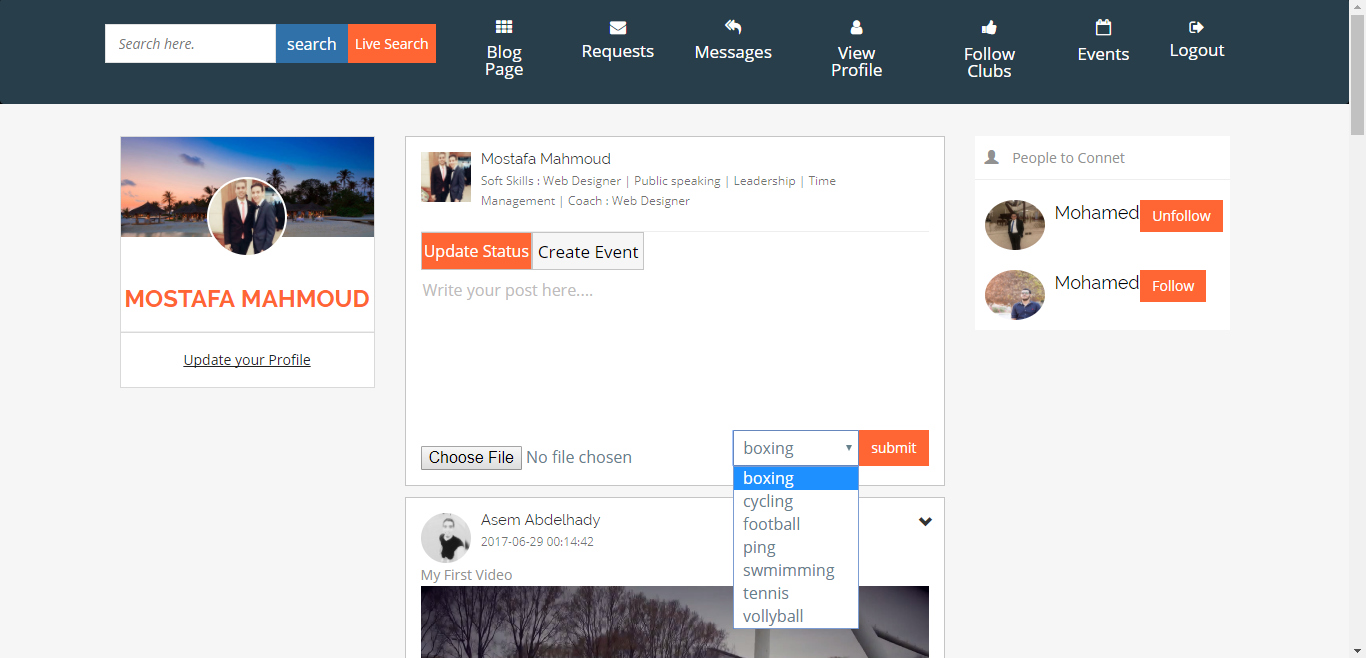 Search here.
search
Live Search
Blog
Page
Requests
Messages
View
Profile
Follow
Clubs
Events
Logout
MOSTAFA MAHMOUD
Update your Profile
Mostafa Mahmoud
Soft Skills : Web Designer | Public speaking | Leadership | Time
Management | Coach : Web Designer
Update Status
Create Event
Write your post here....
Choose File
No file chosen
boxing
submit
boxing
cycling
football
ping
swmimming
tennis
vollyball
Asem Abdelhady
2017-06-29 00:14:42
My First Video
People to Connet
Mohamed
Unfollow
Mohamed
Follow